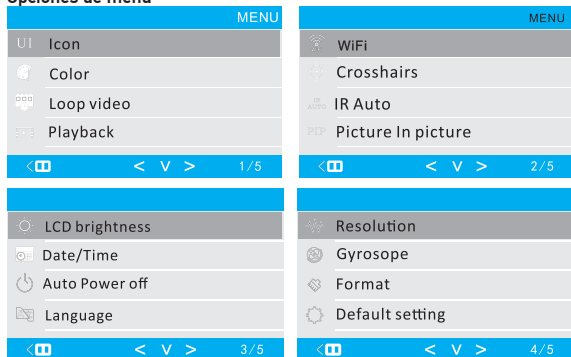 Opciones de menú
MENU
UI Icon
Color
Loop video
Playback
< V > 1/5
MENU
WiFi
Crosshairs
IR AUTO IR Auto
PIP Picture In picture
< V > 2/5
LCD brightness
Date/Time
Auto Power off
Language
< V > 3/5
Resolution
Gyrosope
Format
Default setting
< V > 4/5